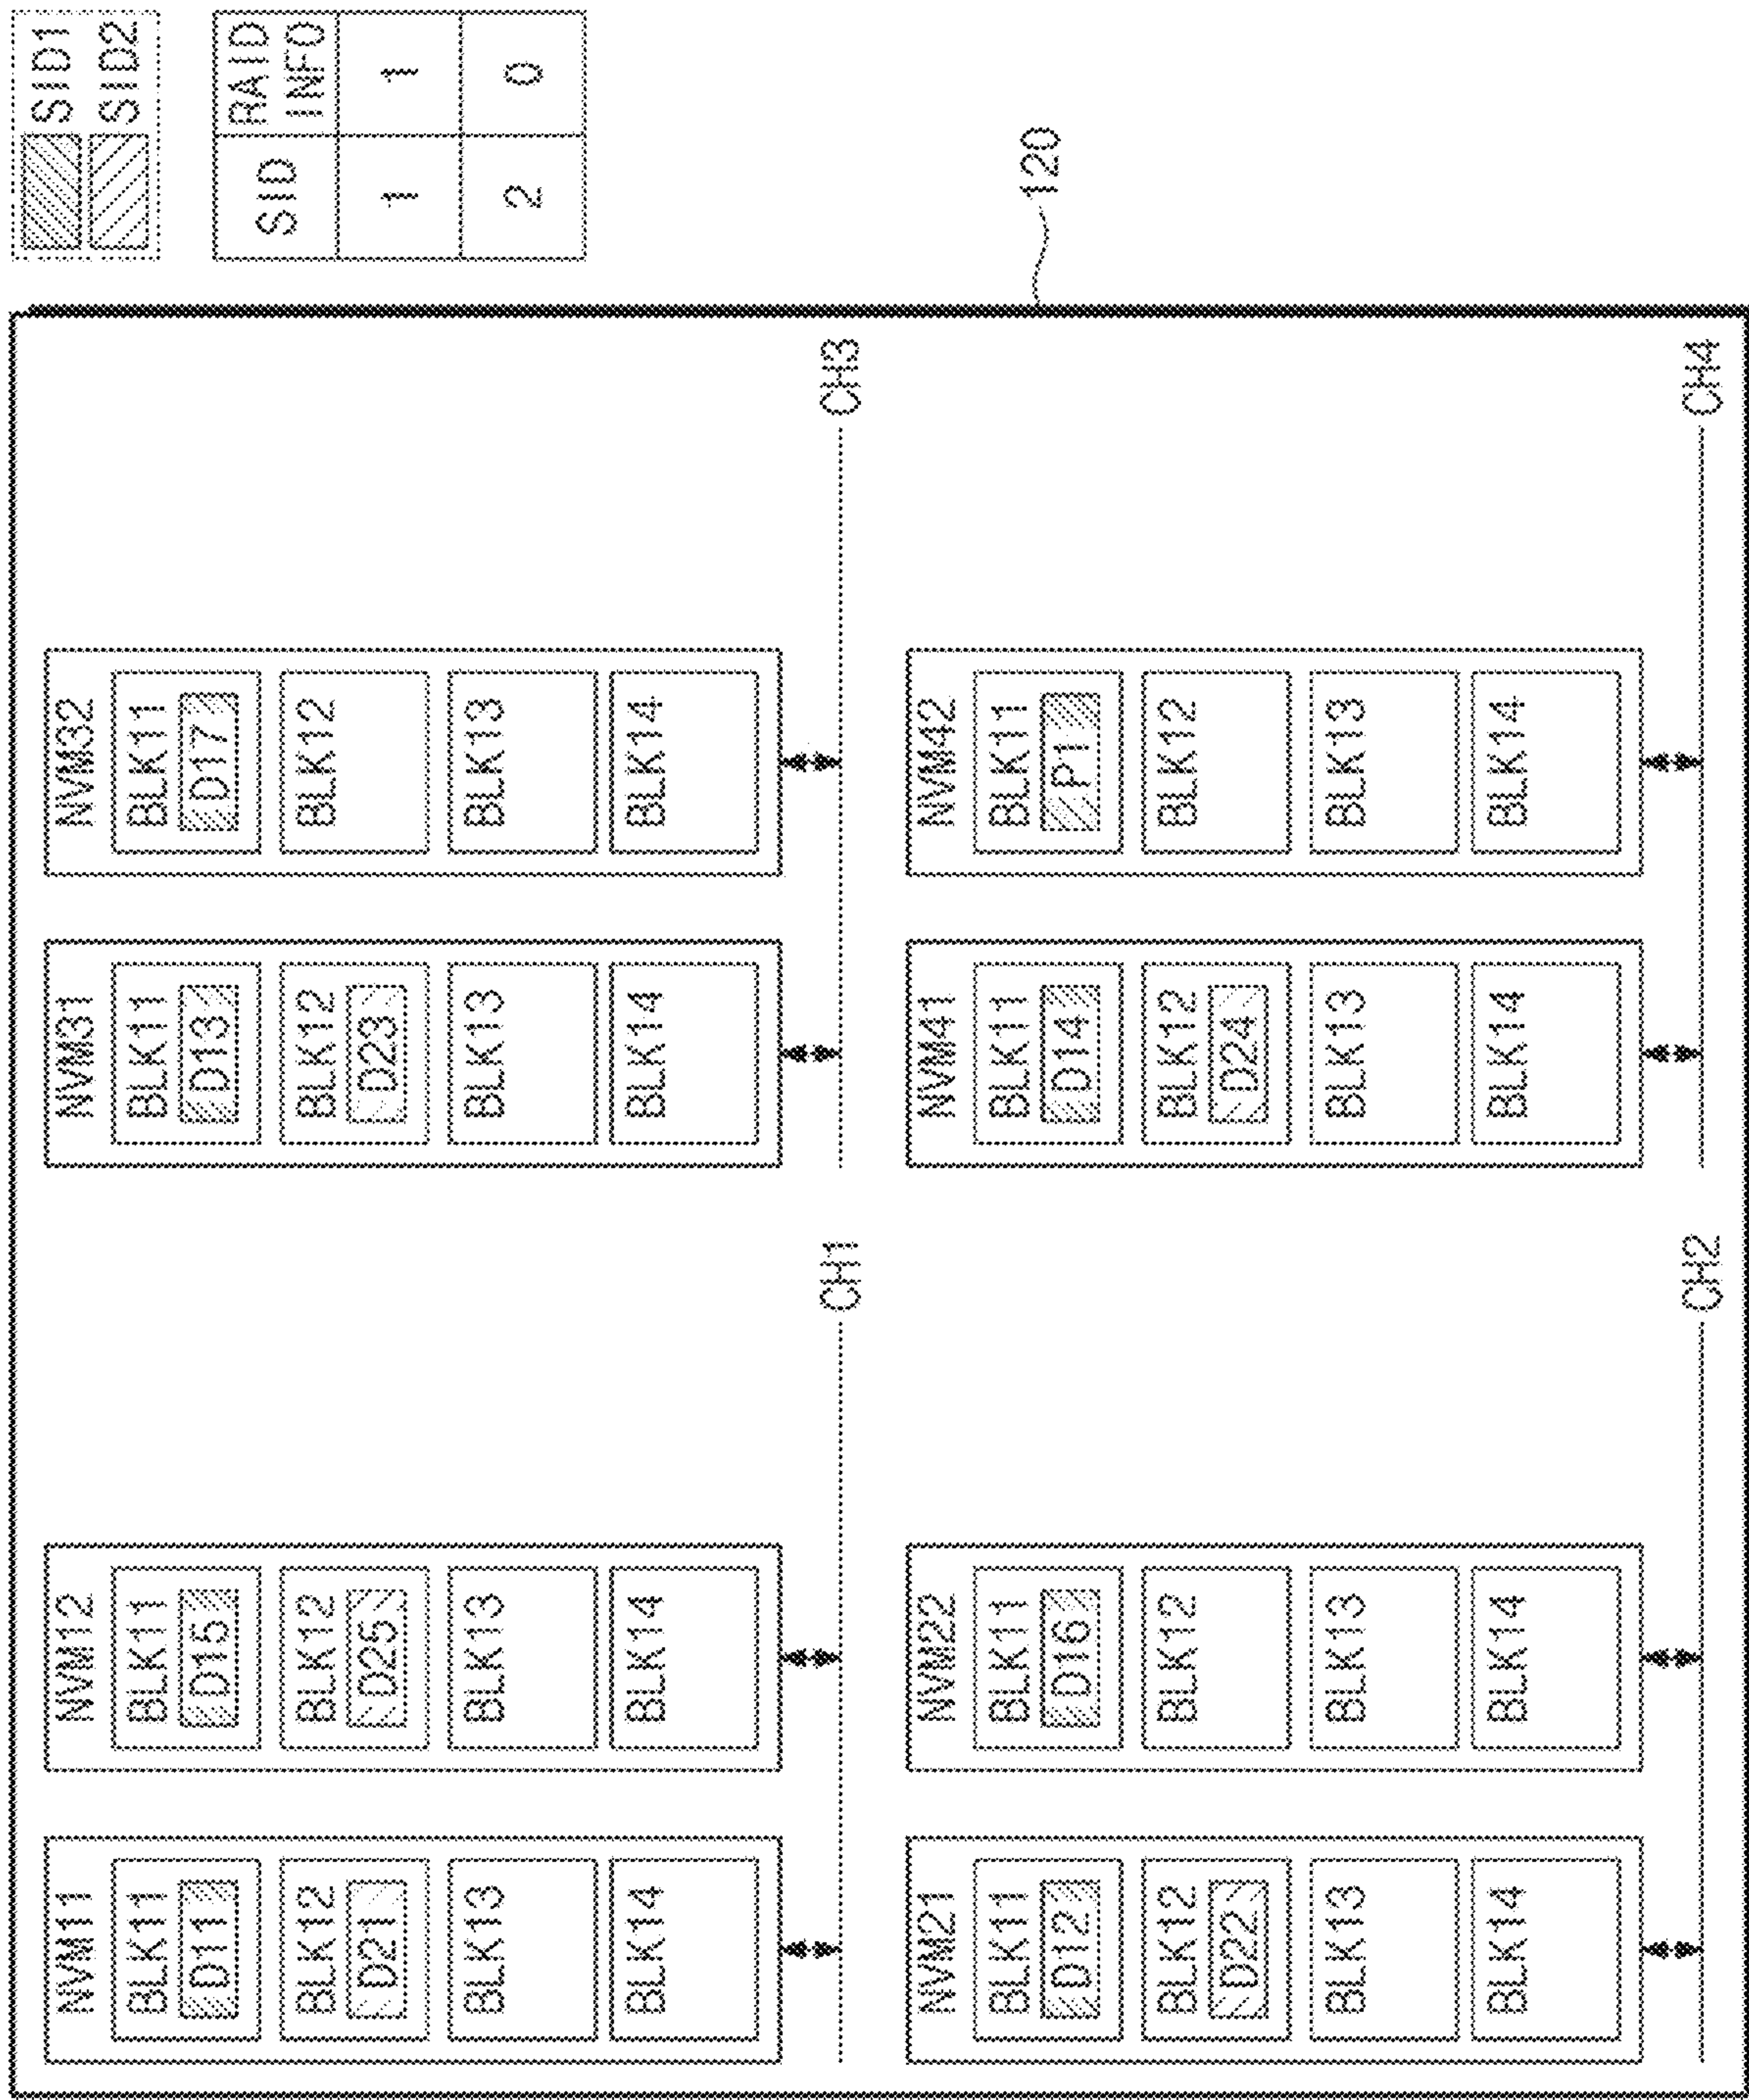 SID1
SID2
SID RAID INFO
1 1
2 0
120
NVM11
BLK11
D11
BLK12
D21
BLK13
BLK14
NVM12
BLK11
D15
BLK12
D25
BLK13
BLK14
CH1
NVM31
BLK11
D13
BLK12
D23
BLK13
BLK14
NVM32
BLK11
D17
BLK12
BLK13
BLK14
CH3
NVM21
BLK11
D12
BLK12
D22
BLK13
BLK14
NVM22
BLK11
D16
BLK12
BLK13
BLK14
CH2
NVM41
BLK11
D14
BLK12
D24
BLK13
BLK14
NVM42
BLK11
P1
BLK12
BLK13
BLK14
CH4